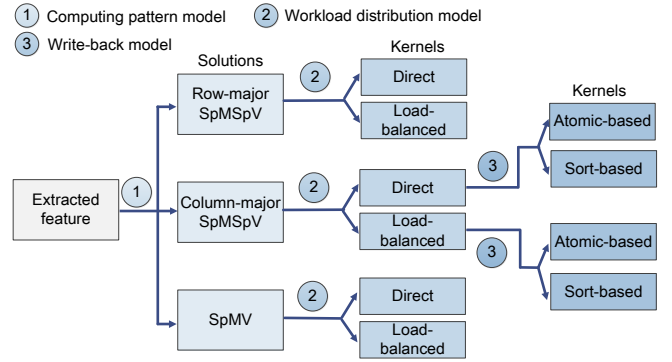 1 Computing pattern model
2 Workload distribution model
3 Write-back model
Solutions
Kernels
Kernels
Row-major
SpMSpV
2
Direct
Load-
balanced
Extracted
feature
1
Column-major
SpMSpV
2
Direct
Load-
balanced
3
Atomic-based
Sort-based
3
Atomic-based
Sort-based
SpMV
2
Direct
Load-
balanced